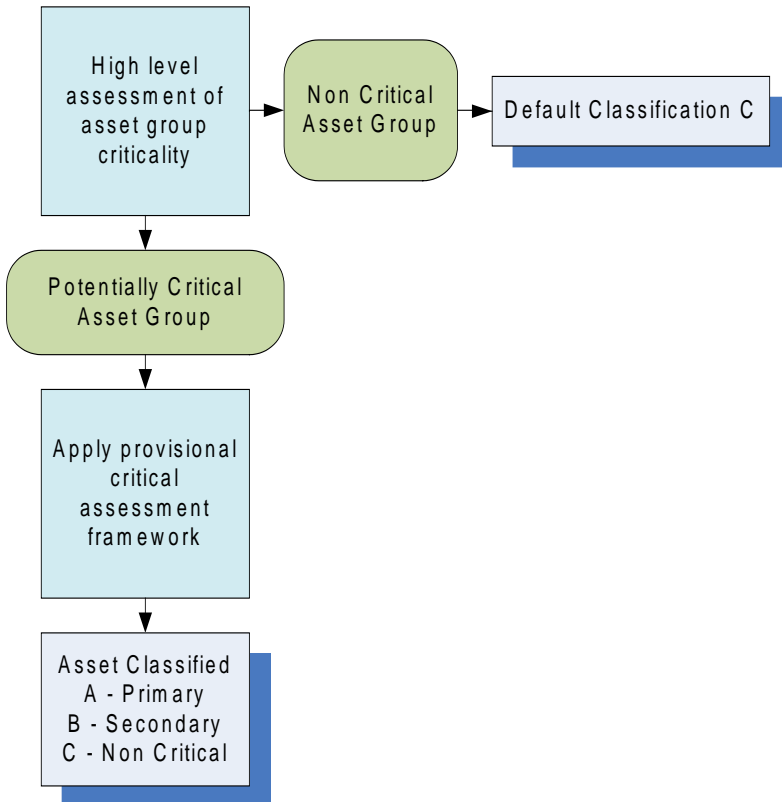 High level
assessment of
asset group
criticality
Non Critical
Asset Group
Default Classification C
Potentially Critical
Asset Group
Apply provisional
critical
assessment
framework
Asset Classified
A - Primary
B - Secondary
C - Non Critical